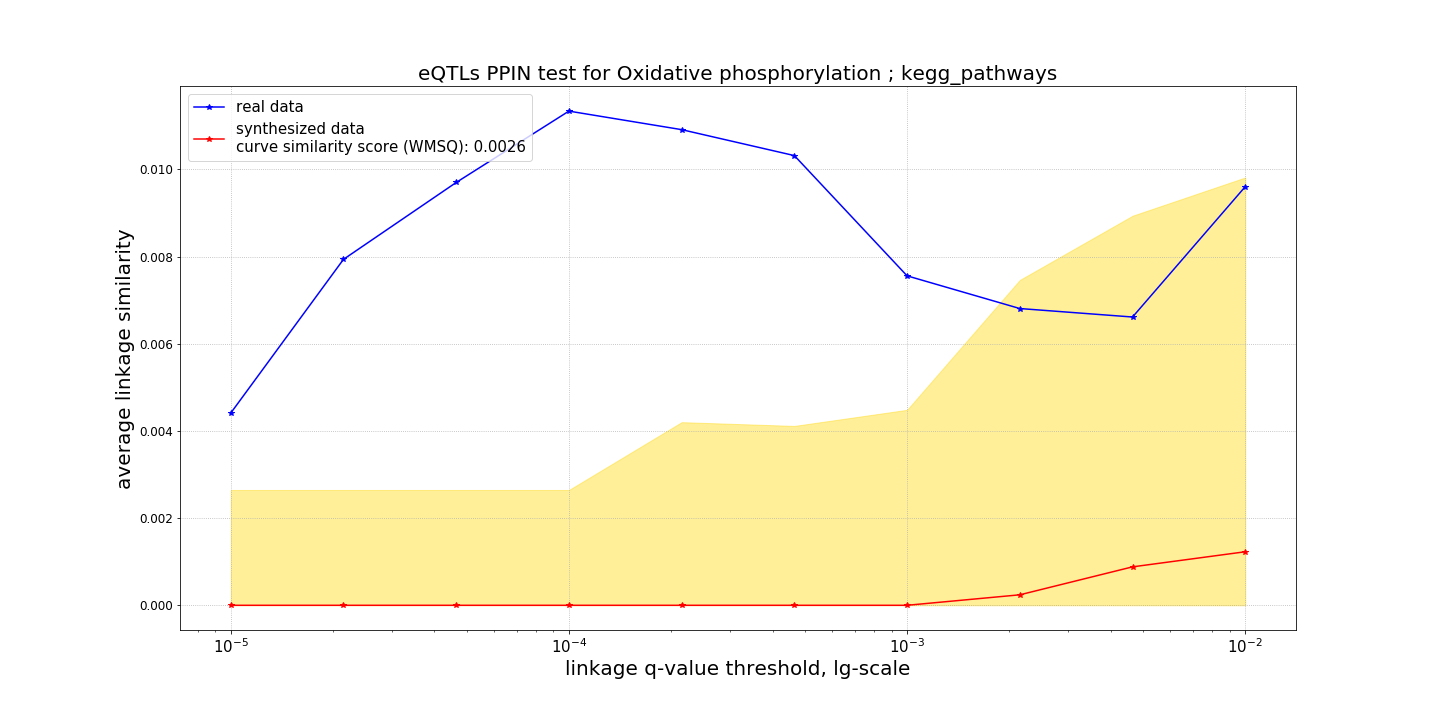 eQTLs PPIN test for Oxidative phosphorylation ; kegg_pathways
real data
synthesized data
curve similarity score (WMSQ): 0.0026
average linkage similarity
0.010
0.008
0.006
0.004
0.002
0.000
10⁻⁵ 10⁻⁴ 10⁻³ 10⁻²
linkage q-value threshold, lg-scale